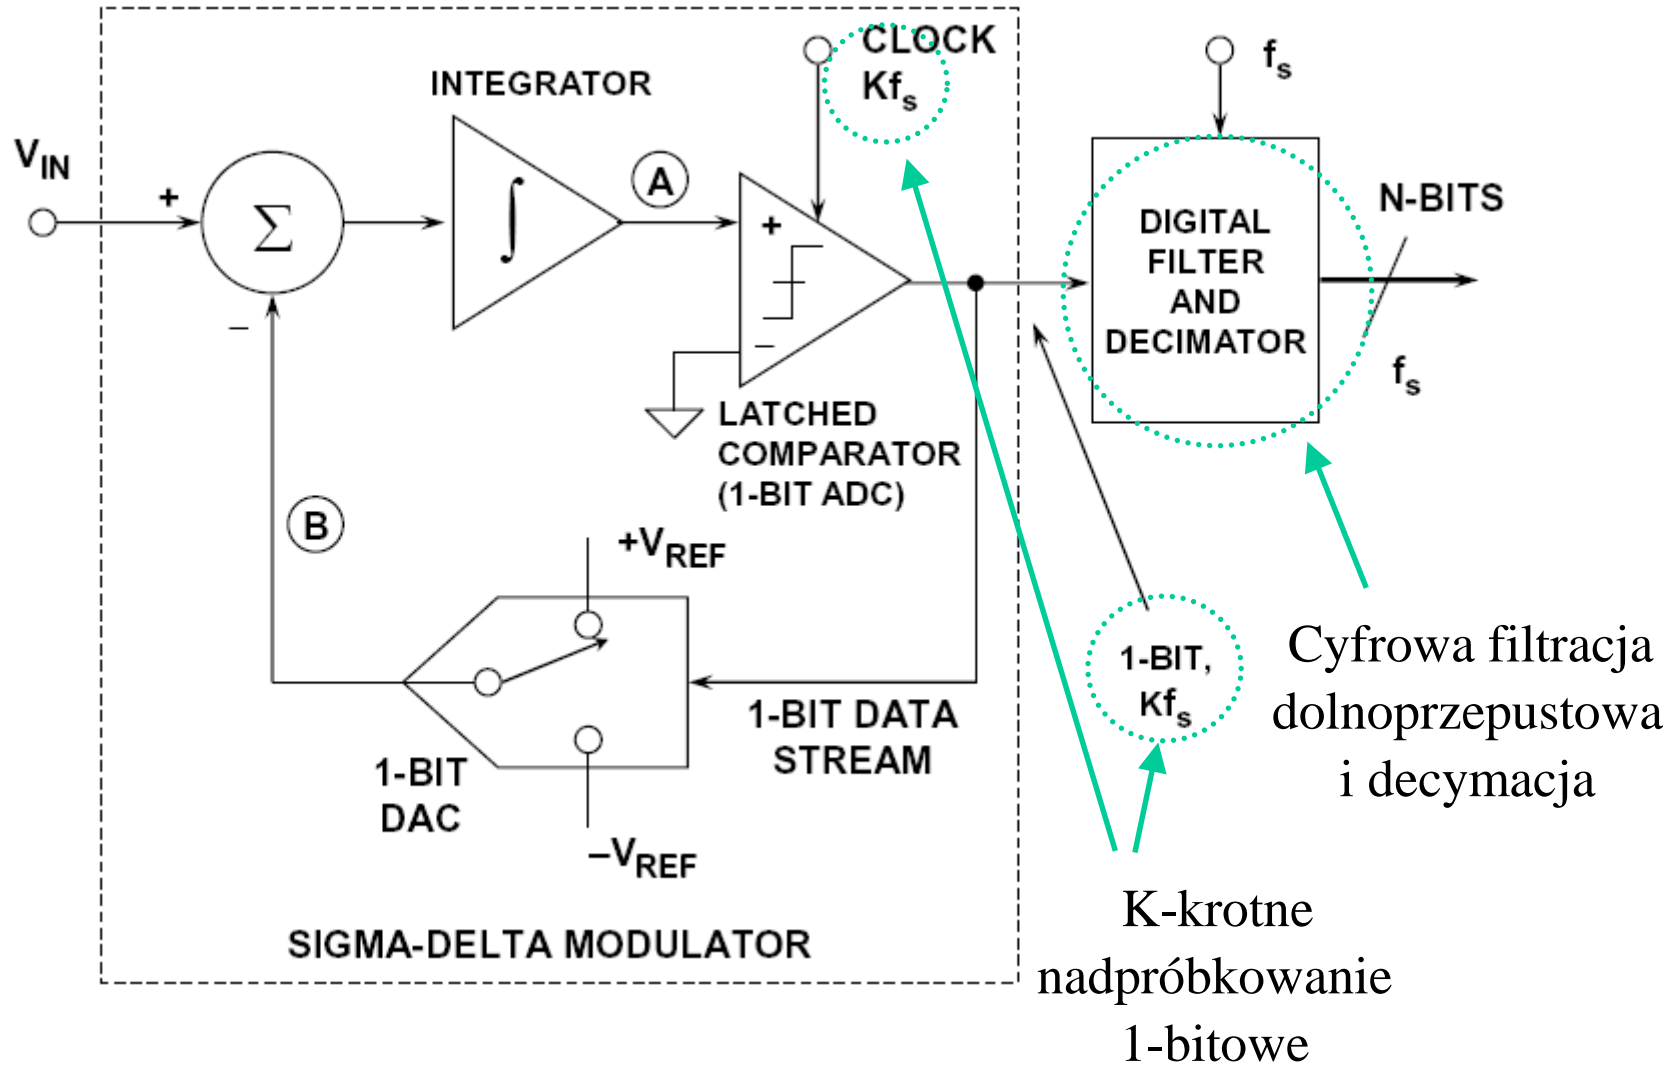 CLOCK
Kfs
fs
INTEGRATOR
VIN
+
−
Σ
∫
A
+
−
DIGITAL
FILTER
AND
DECIMATOR
N-BITS
fs
LATCHED
COMPARATOR
(1-BIT ADC)
B
+VREF
1-BIT,
Kfs
Cyfrowa filtracja
dolnoprzepustowa
i decymacja
1-BIT DATA
STREAM
1-BIT
DAC
–VREF
K-krotne
nadpróbkowanie
1-bitowe
SIGMA-DELTA MODULATOR